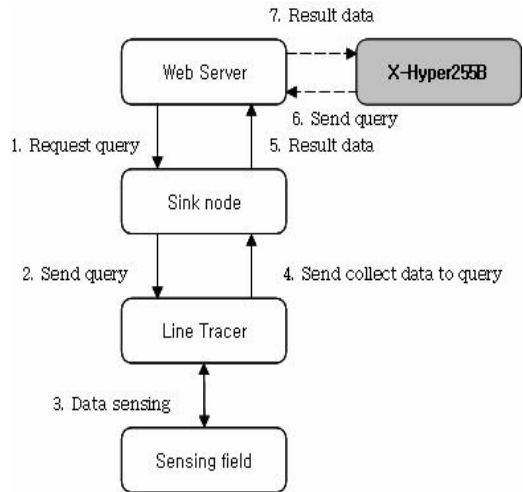 7. Result data
Web Server
X-Hyper255B
6. Send query
1. Request query
5. Result data
Sink node
2. Send query
4. Send collect data to query
Line Tracer
3. Data sensing
Sensing field